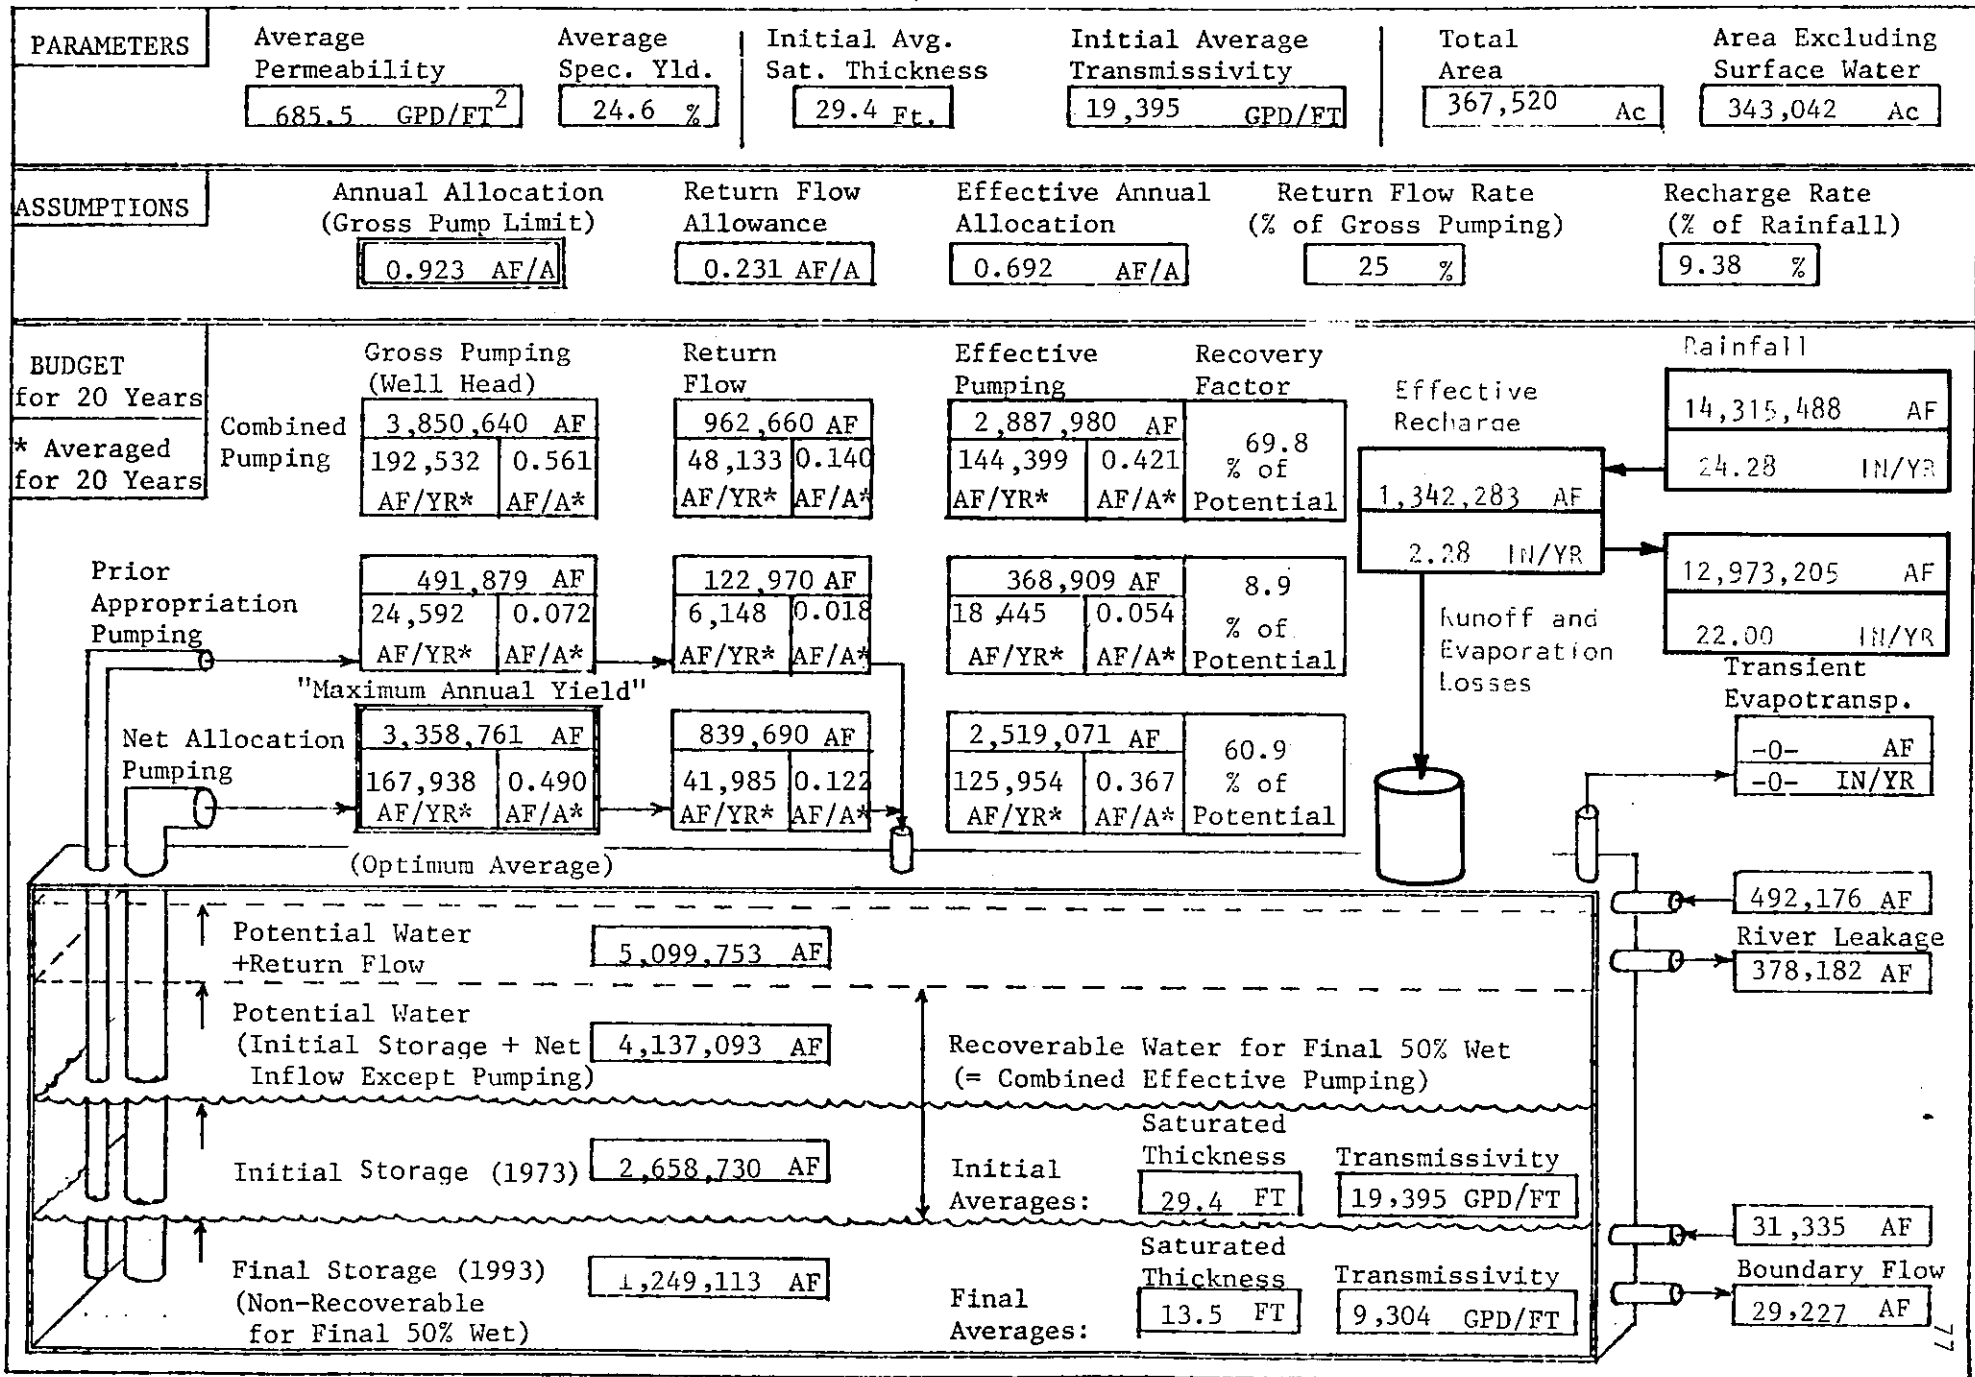 PARAMETERS
Average Permeability
685.5 GPD/FT²
Average Spec. Yld.
24.6 %
Initial Avg. Sat. Thickness
29.4 Ft.
Initial Average Transmissivity
19,395 GPD/FT
Total Area
367,520 Ac
Area Excluding Surface Water
343,042 Ac
ASSUMPTIONS
Annual Allocation
(Gross Pump Limit)
0.923 AF/A
Return Flow
Allowance
0.231 AF/A
Effective Annual
Allocation
0.692 AF/A
Return Flow Rate
(% of Gross Pumping)
25 %
Recharge Rate
(% of Rainfall)
9.38 %
BUDGET
for 20 Years
* Averaged
for 20 Years
Gross Pumping
(Well Head)
Return
Flow
Effective
Pumping
Recovery
Factor
Combined
Pumping
3,850,640 AF
192,532 0.561
AF/YR* AF/A*
962,660 AF
48,133 0.140
AF/YR* AF/A*
2,887,980 AF
144,399 0.421
AF/YR* AF/A*
69.8
% of
Potential
Effective
Recharge
1,342,283 AF
2.28 IN/YR
Rainfall
14,315,488 AF
24.28 IN/YR
12,973,205 AF
22.00 IN/YR
Runoff and
Evaporation
Losses
Prior
Appropriation
Pumping
491,879 AF
24,592 0.072
AF/YR* AF/A*
122,970 AF
6,148 0.018
AF/YR* AF/A*
368,909 AF
18,445 0.054
AF/YR* AF/A*
8.9
% of
Potential
"Maximum Annual Yield"
Net Allocation
Pumping
3,358,761 AF
167,938 0.490
AF/YR* AF/A*
(Optimum Average)
839,690 AF
41,985 0.122
AF/YR* AF/A*
2,519,071 AF
125,954 0.367
AF/YR* AF/A*
60.9
% of
Potential
Transient
Evapotransp.
-0- AF
-0- IN/YR
492,176 AF
River Leakage
378,182 AF
Potential Water
+Return Flow
5,099,753 AF
Potential Water
(Initial Storage + Net
Inflow Except Pumping)
4,137,093 AF
Recoverable Water for Final 50% Wet
(= Combined Effective Pumping)
Initial Storage (1973)
2,658,730 AF
Initial
Averages:
Saturated
Thickness
29.4 FT
Transmissivity
19,395 GPD/FT
31,335 AF
Boundary Flow
29,227 AF
Final Storage (1993)
(Non-Recoverable
for Final 50% Wet)
1,249,113 AF
Final
Averages:
Saturated
Thickness
13.5 FT
Transmissivity
9,304 GPD/FT
77